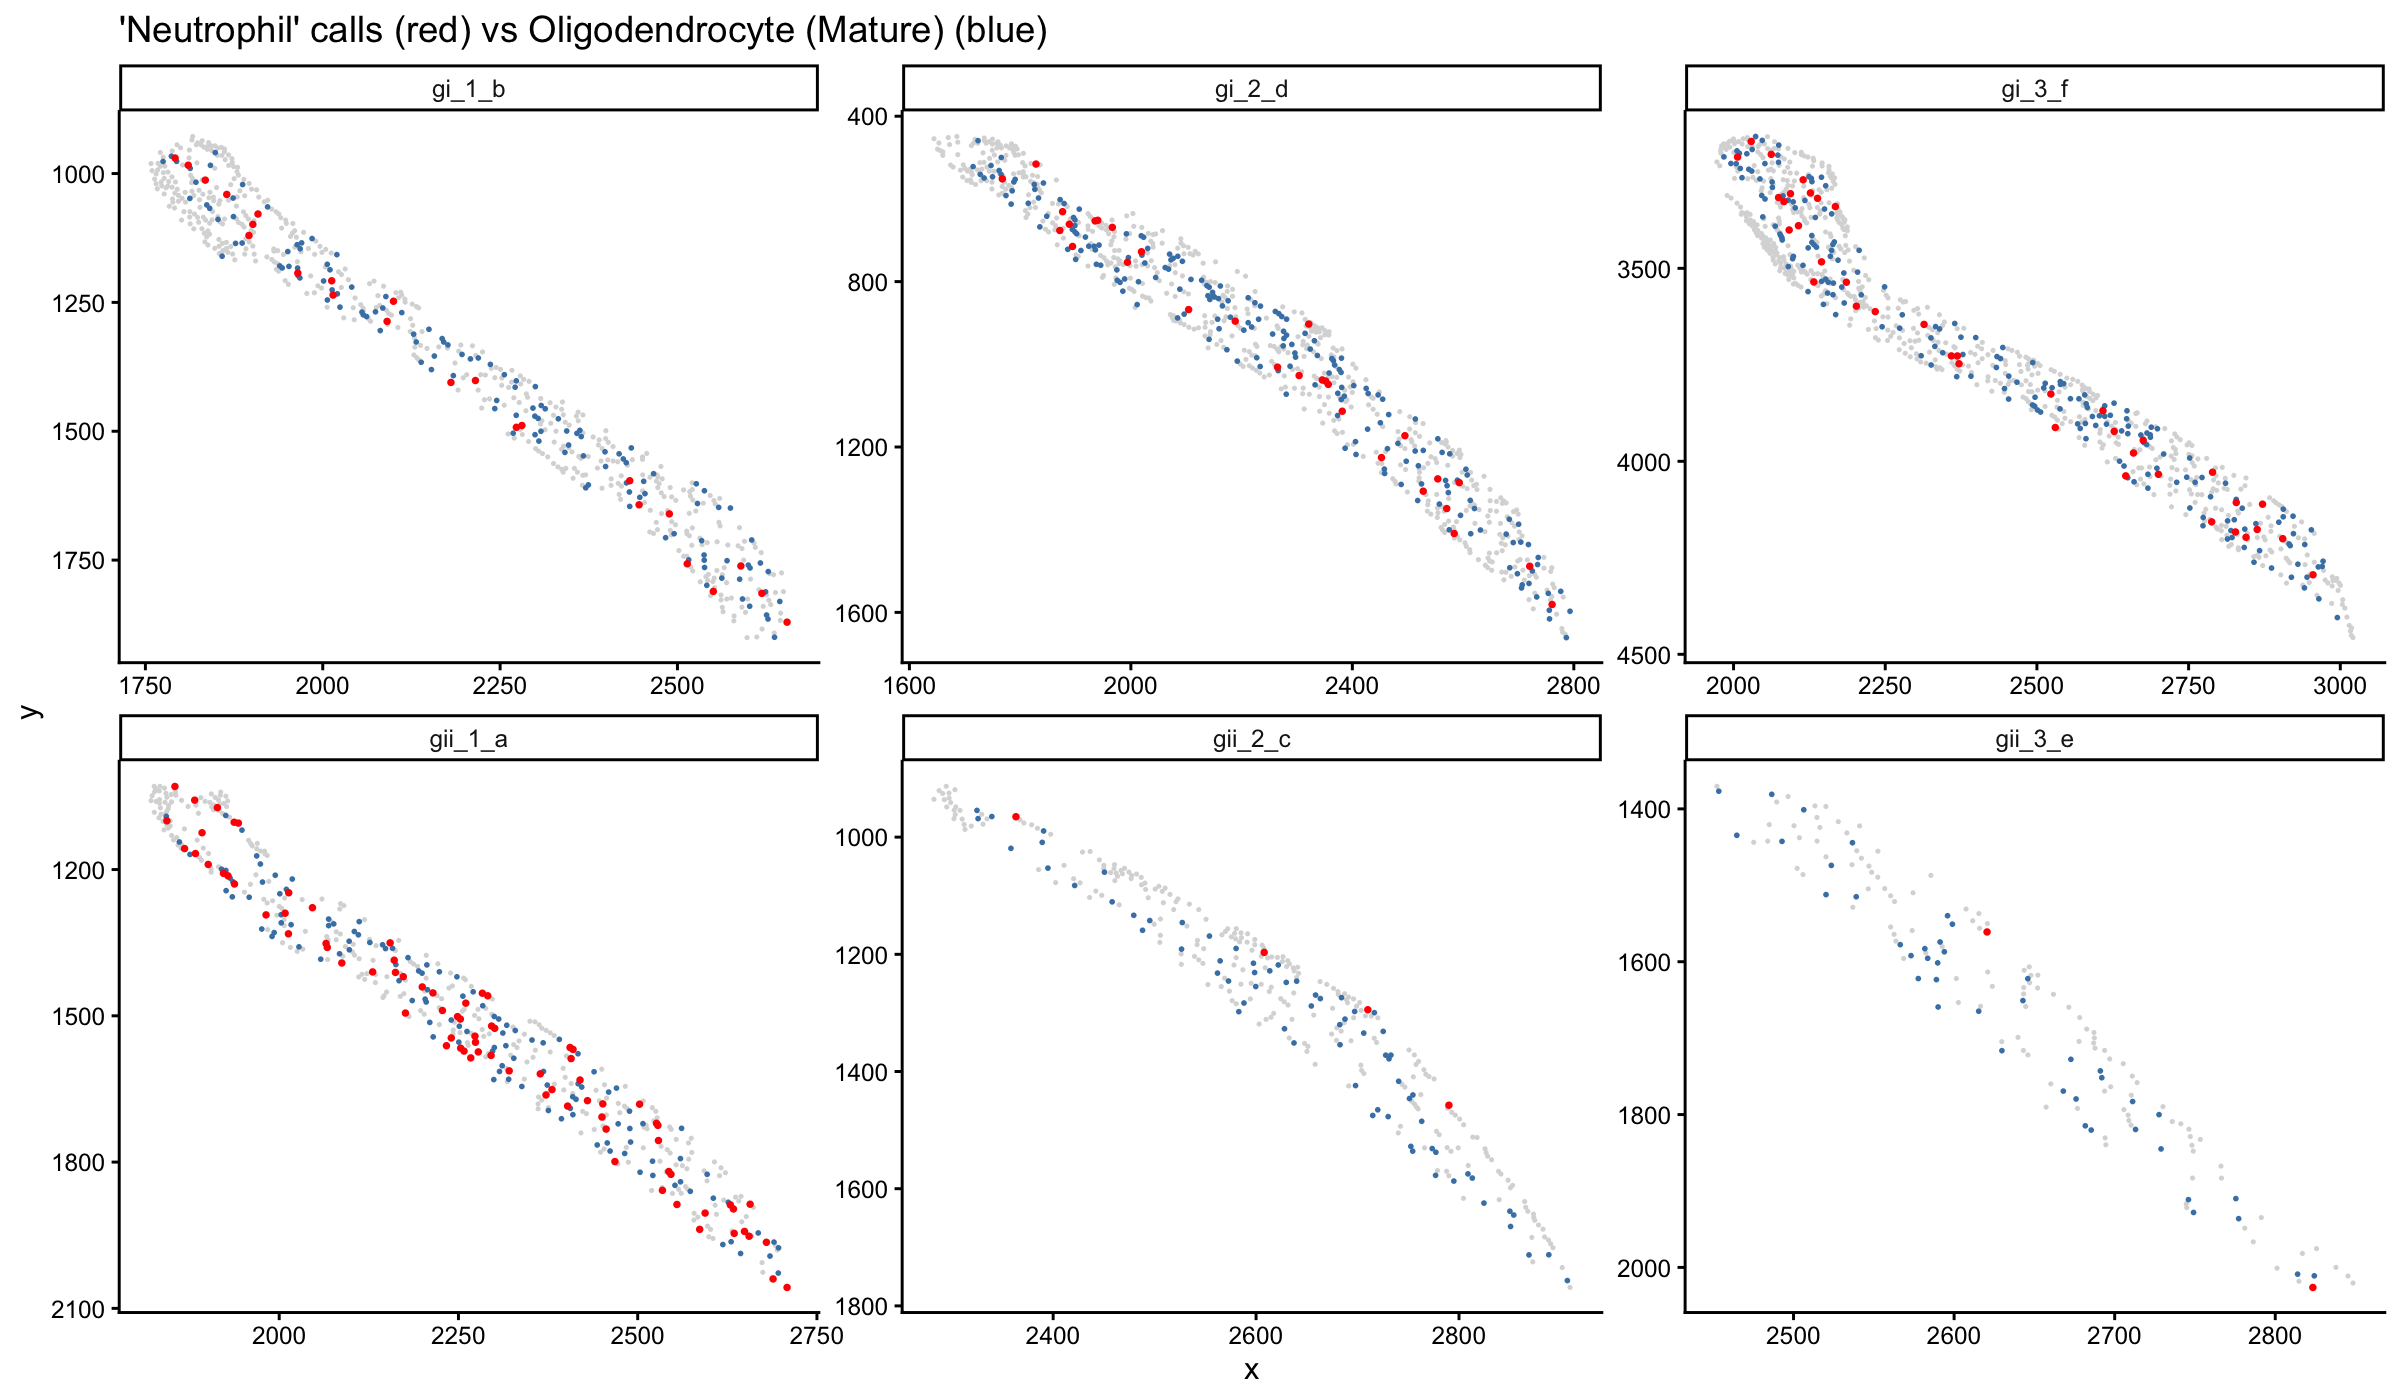 'Neutrophil' calls (red) vs Oligodendrocyte (Mature) (blue)
gi_1_b
gi_2_d
gi_3_f
1000
1250
1500
1750
1750 2000 2250 2500
400
800
1200
1600
1600 2000 2400 2800
3500
4000
4500
2000 2250 2500 2750 3000
y
gii_1_a
gii_2_c
gii_3_e
1200
1500
1800
2100
2000 2250 2500 2750
1000
1200
1400
1600
1800
2400 2600 2800
1400
1600
1800
2000
2500 2600 2700 2800
x